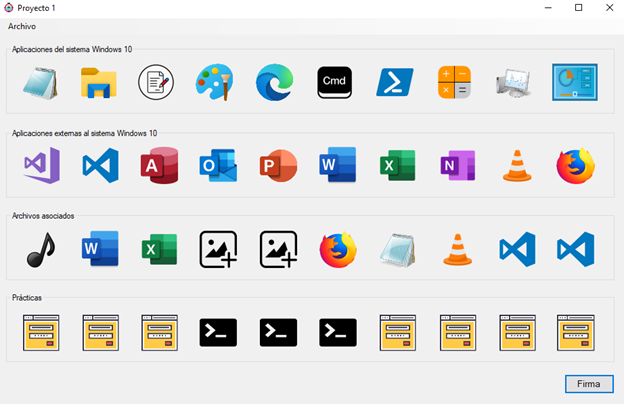 Proyecto 1
Archivo
Aplicaciones del sistema Windows 10
Cmd
Aplicaciones externas al sistema Windows 10
A
O
P
W
X
N
Archivos asociados
W
X
Prácticas
Firma